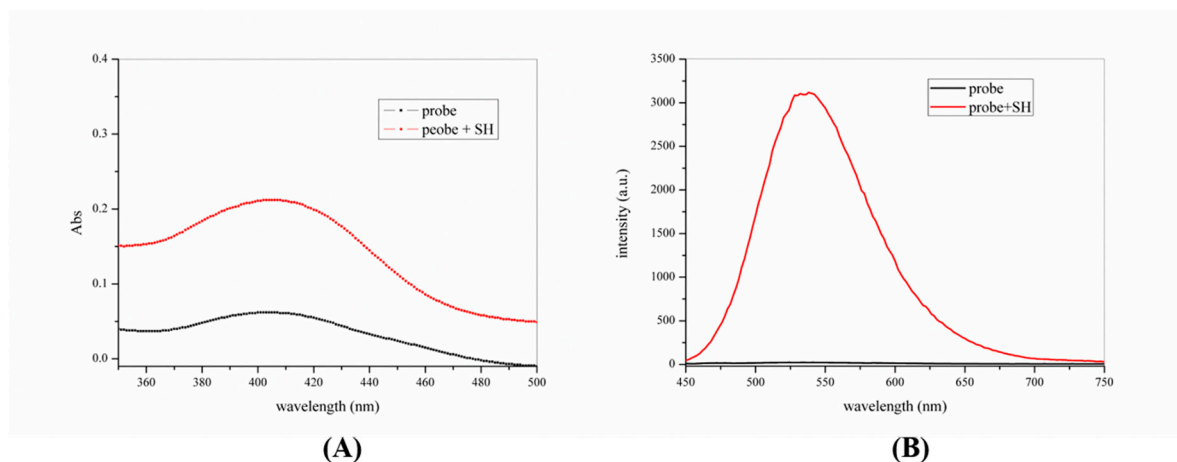 0.4
0.3
0.2
0.1
0.0
Abs
probe
peobe + SH
360 380 400 420 440 460 480 500
wavelength (nm)
(A)
3500
3000
2500
2000
1500
1000
500
0
intensity (a.u.)
probe
probe+SH
450 500 550 600 650 700 750
wavelength (nm)
(B)